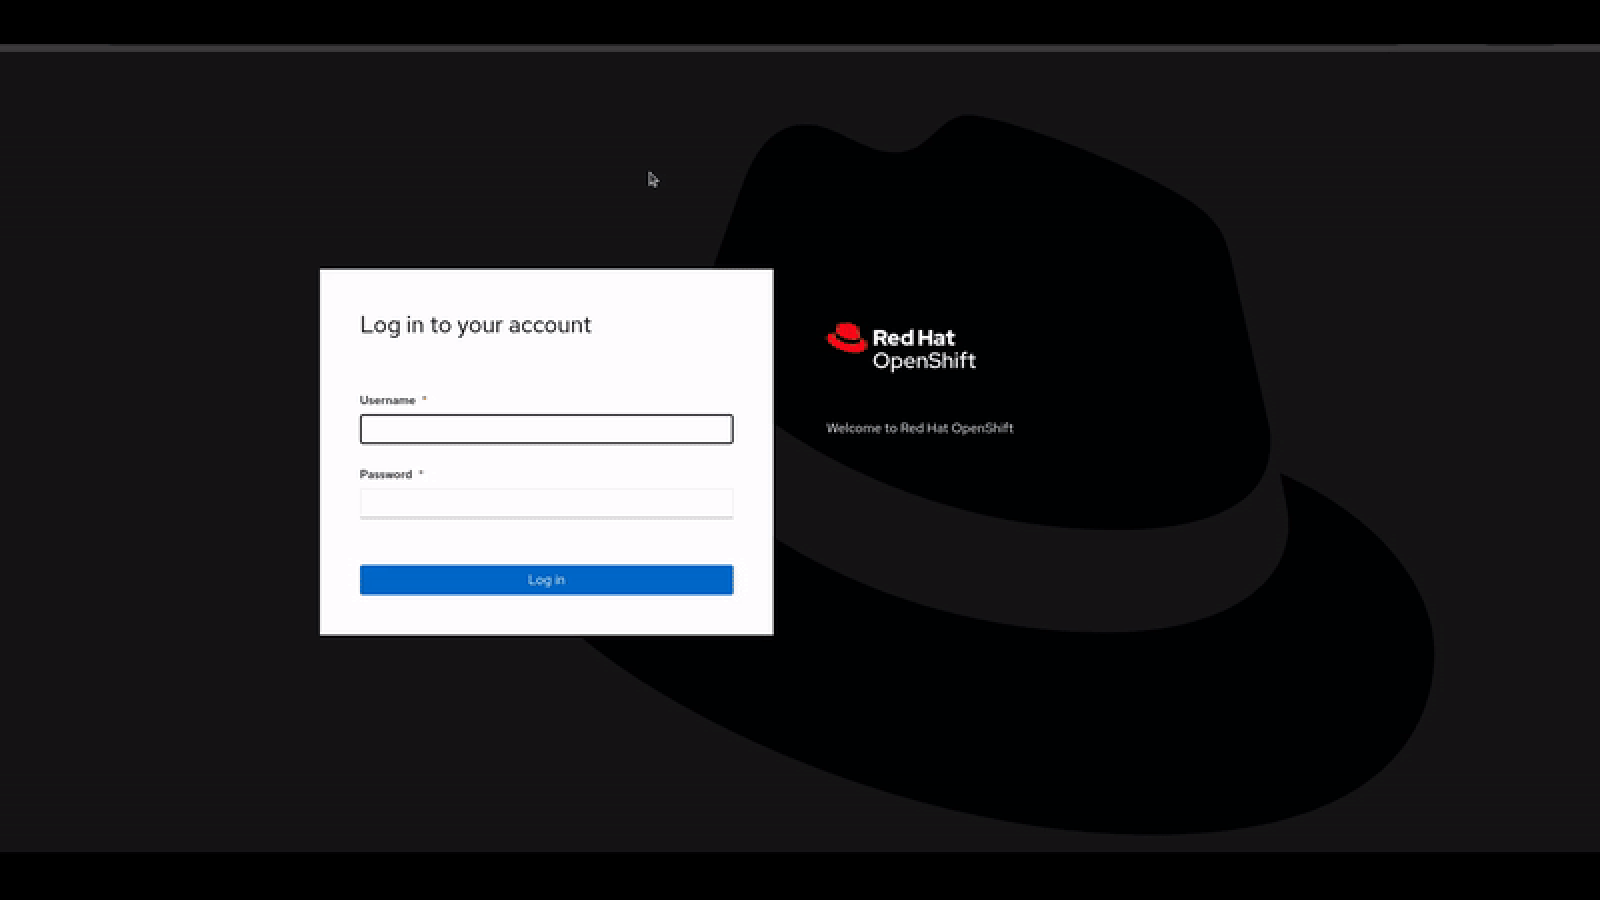 Log in to your account
Username *
Password *
Log in
Red Hat
OpenShift
Welcome to Red Hat OpenShift